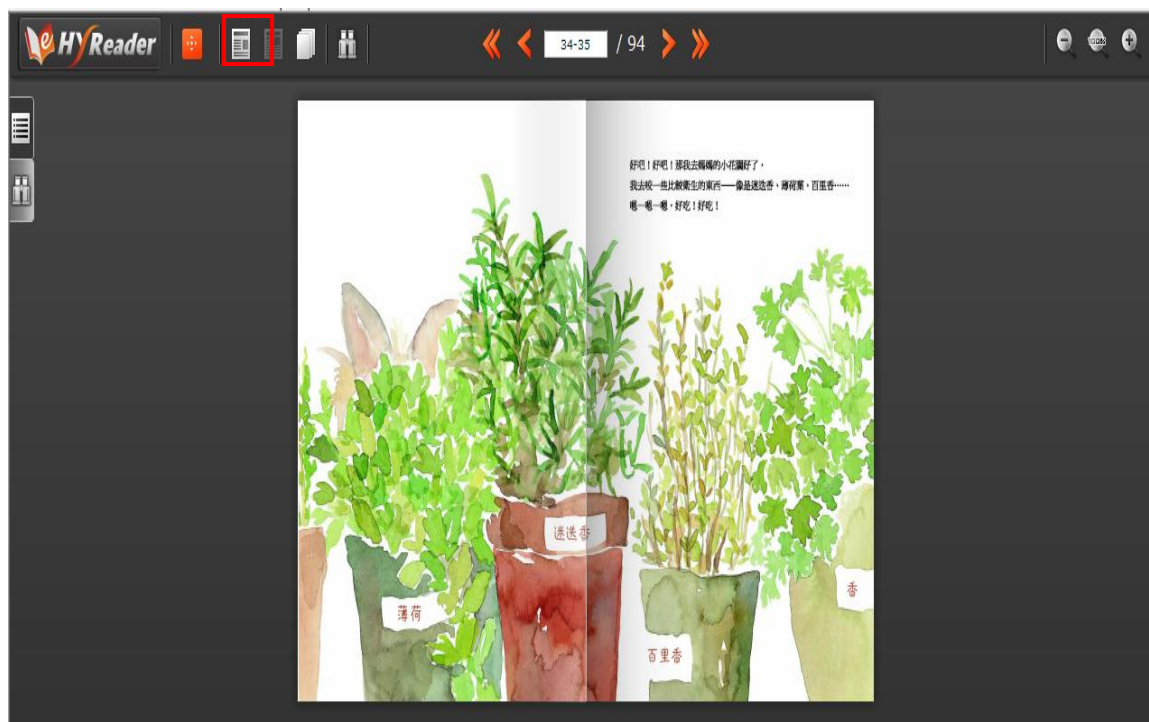 HyReader
34-35 / 94
好吧！好吧！那我去媽媽的小花園好了，
我去咬一些比較衛生的東西——像是迷迭香、薄荷葉、百里香……
嗯—嗯—嗯，好吃！好吃！
迷迭香
薄荷
香
百里香